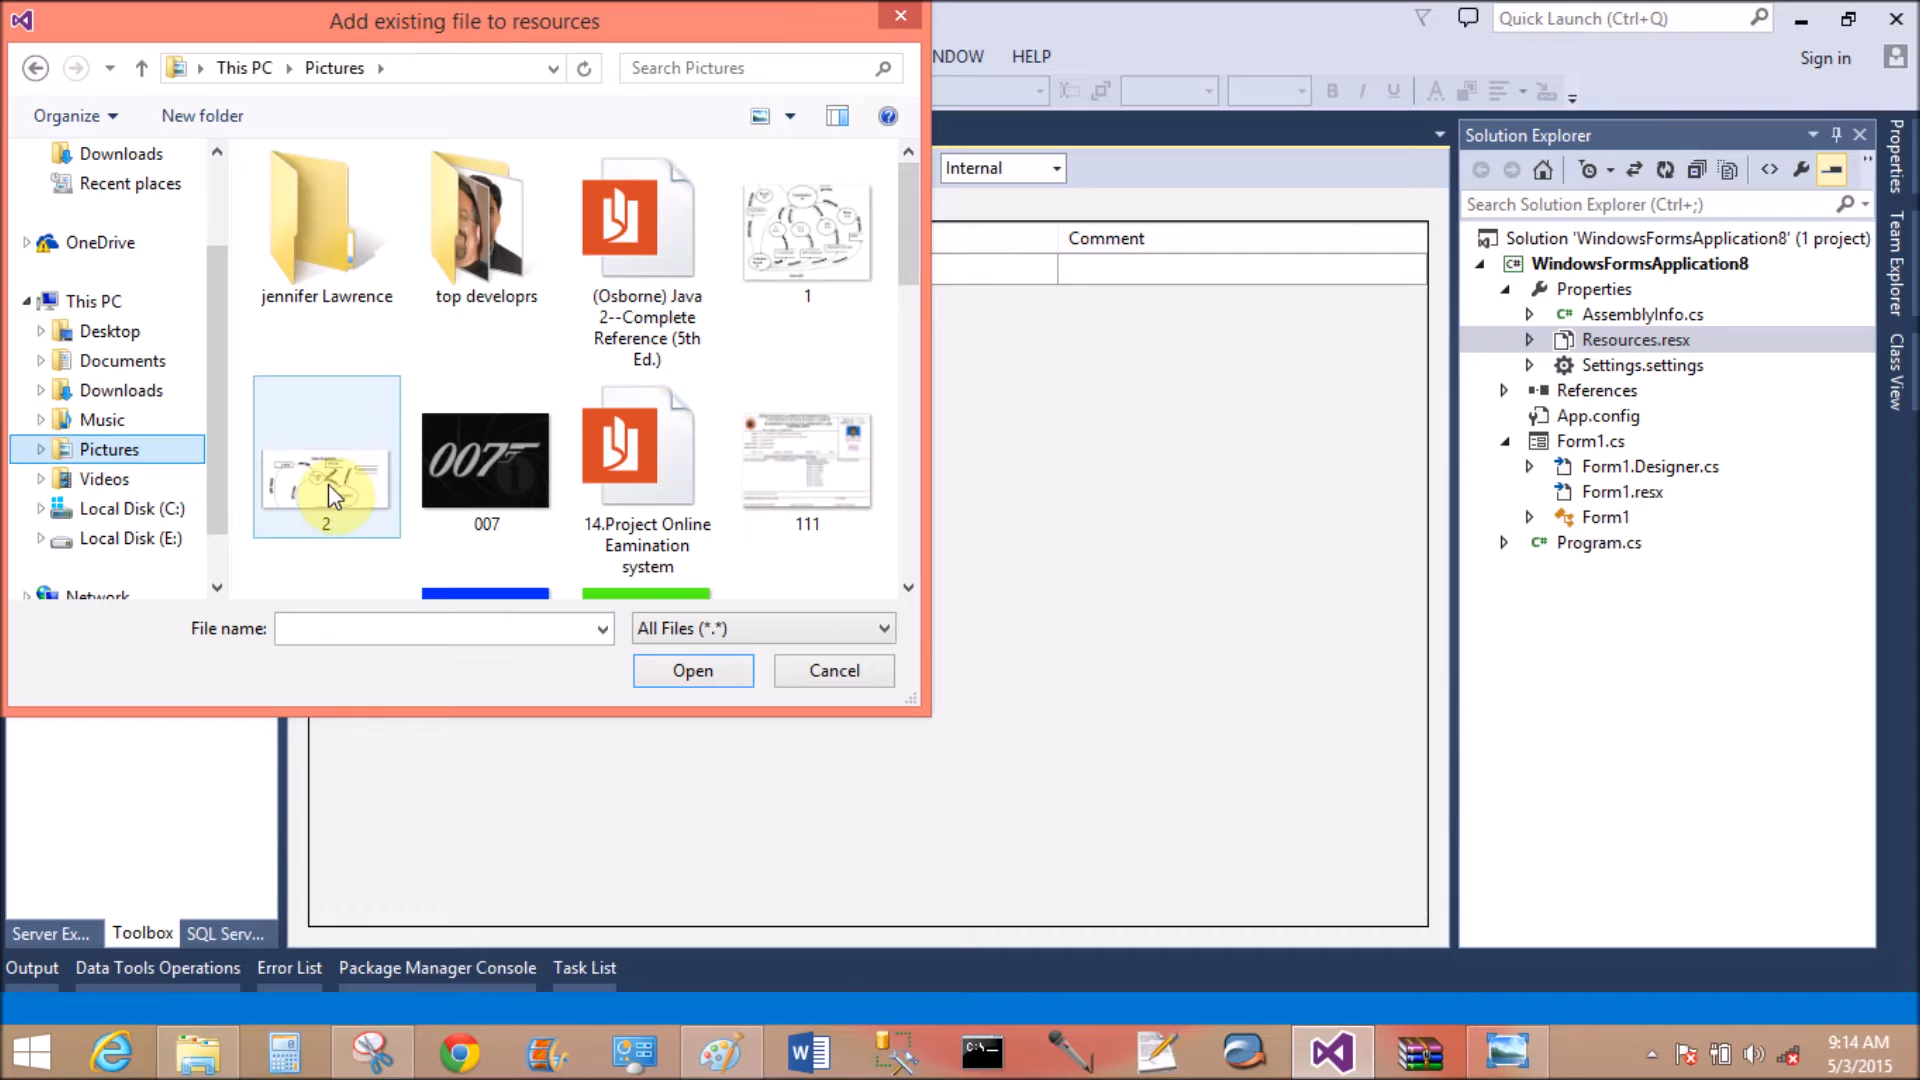 Add existing file to resources
Quick Launch (Ctrl+Q)
NDOW
HELP
Sign in
This PC
Pictures
Search Pictures
Organize
New folder
Downloads
Recent places
OneDrive
This PC
Desktop
Documents
Downloads
Music
Pictures
Videos
Local Disk (C:)
Local Disk (E:)
Network
jennifer Lawrence
top developrs
(Osborne) Java
2--Complete
Reference (5th
Ed.)
1
2
007
007
14.Project Online
Eamination
system
111
File name:
All Files (*.*)
Open
Cancel
Internal
Comment
Solution Explorer
Search Solution Explorer (Ctrl+;)
Solution 'WindowsFormsApplication8' (1 project)
C# WindowsFormsApplication8
Properties
C# AssemblyInfo.cs
Resources.resx
Settings.settings
References
App.config
Form1.cs
Form1.Designer.cs
Form1.resx
Form1
C# Program.cs
Properties
Team Explorer
Class View
B I U A
Server Ex...
Toolbox
SQL Serv...
Output
Data Tools Operations
Error List
Package Manager Console
Task List
C:\
9:14 AM
5/3/2015